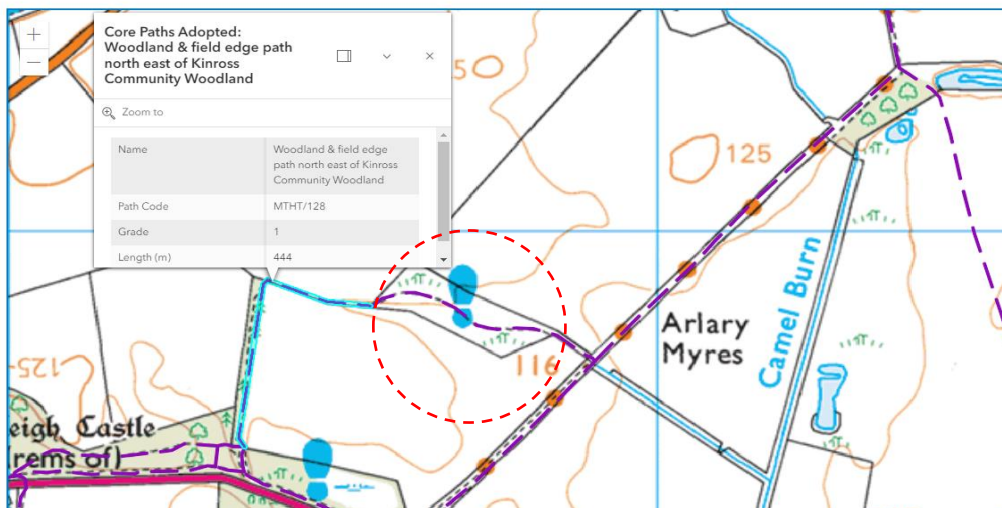 Core Paths Adopted:
Woodland & field edge path
north east of Kinross
Community Woodland
Zoom to
Name
Woodland & field edge
path north east of Kinross
Community Woodland
Path Code
MTHT/128
Grade
1
Length (m)
444
125
Arlary
Myres
Camel Burn
116
125
eigh Castle
(rems of)